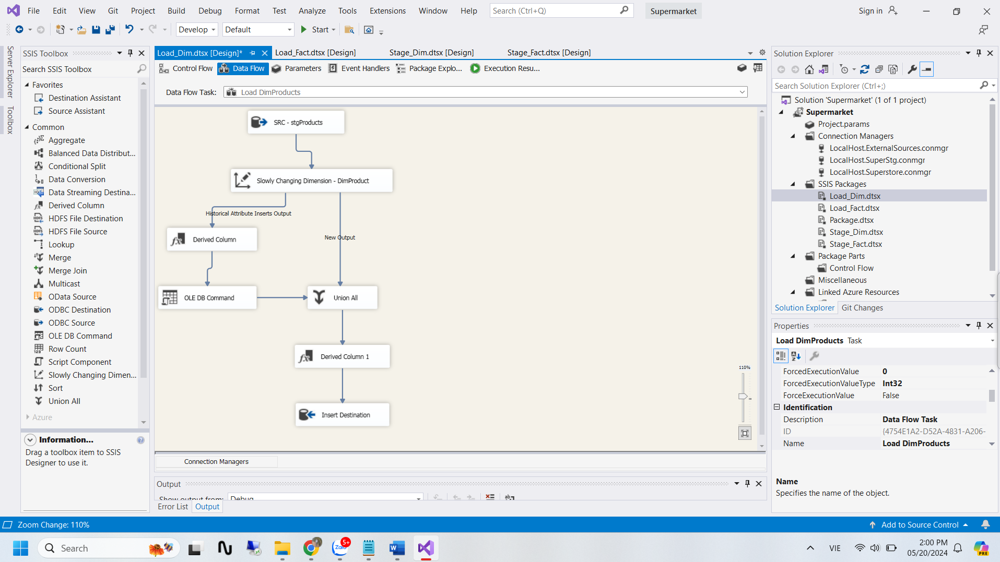 File Edit View Git Project Build Debug Format Test Analyze Tools Extensions Window Help Search (Ctrl+Q) Supermarket Sign in
Develop Default Start
Server Explorer
Toolbox
SSIS Toolbox
Search SSIS Toolbox
Favorites
Destination Assistant
Source Assistant
Common
Aggregate
Balanced Data Distribut...
Conditional Split
Data Conversion
Data Streaming Destina...
Derived Column
HDFS File Destination
HDFS File Source
Lookup
Merge
Merge Join
Multicast
OData Source
ODBC Destination
ODBC Source
OLE DB Command
Row Count
Script Component
Slowly Changing Dimen...
Sort
Union All
Azure
Information...
Drag a toolbox item to SSIS
Designer to use it.
Load_Dim.dtsx [Design]* Load_Fact.dtsx [Design] Stage_Dim.dtsx [Design] Stage_Fact.dtsx [Design]
Control Flow Data Flow Parameters Event Handlers Package Explo... Execution Resu...
Data Flow Task: Load DimProducts
SRC - stgProducts
Slowly Changing Dimension - DimProduct
Historical Attribute Inserts Output
Derived Column
New Output
OLE DB Command
Union All
Derived Column 1
Insert Destination
110%
Connection Managers
Output
Show output from: Debug
Error List Output
Solution Explorer
Search Solution Explorer (Ctrl+;)
Solution 'Supermarket' (1 of 1 project)
Supermarket
Project.params
Connection Managers
LocalHost.ExternalSources.conmgr
LocalHost.SuperStg.conmgr
LocalHost.Superstore.conmgr
SSIS Packages
Load_Dim.dtsx
Load_Fact.dtsx
Package.dtsx
Stage_Dim.dtsx
Stage_Fact.dtsx
Package Parts
Control Flow
Miscellaneous
Linked Azure Resources
Solution Explorer Git Changes
Properties
Load DimProducts Task
ForcedExecutionValue 0
ForcedExecutionValueType Int32
ForceExecutionValue False
Identification
Description Data Flow Task
ID {4754E1A2-D52A-4831-A206-
Name Load DimProducts
Name
Specifies the name of the object.
Zoom Change: 110% Add to Source Control
Search
Zalo
5+
VIE
2:00 PM
05/20/2024
PRE